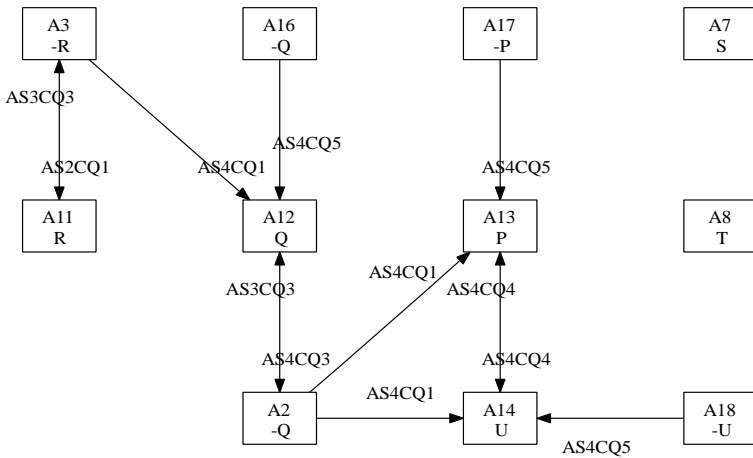 A3
-R
A16
-Q
A17
-P
A7
S
AS3CQ3
AS2CQ1
AS4CQ1
AS4CQ5
AS4CQ5
A11
R
A12
Q
A13
P
A8
T
AS4CQ1
AS3CQ3
AS4CQ4
AS4CQ3
AS4CQ4
AS4CQ1
A2
-Q
A14
U
A18
-U
AS4CQ5